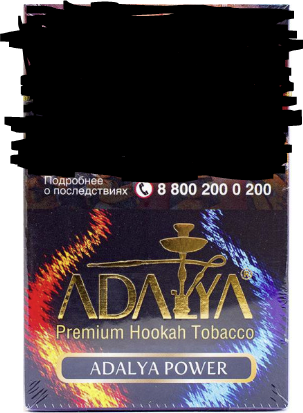 Подробнее
о последствиях 8 800 200 0 200
ADALYA®
Premium Hookah Tobacco
ADALYA POWER